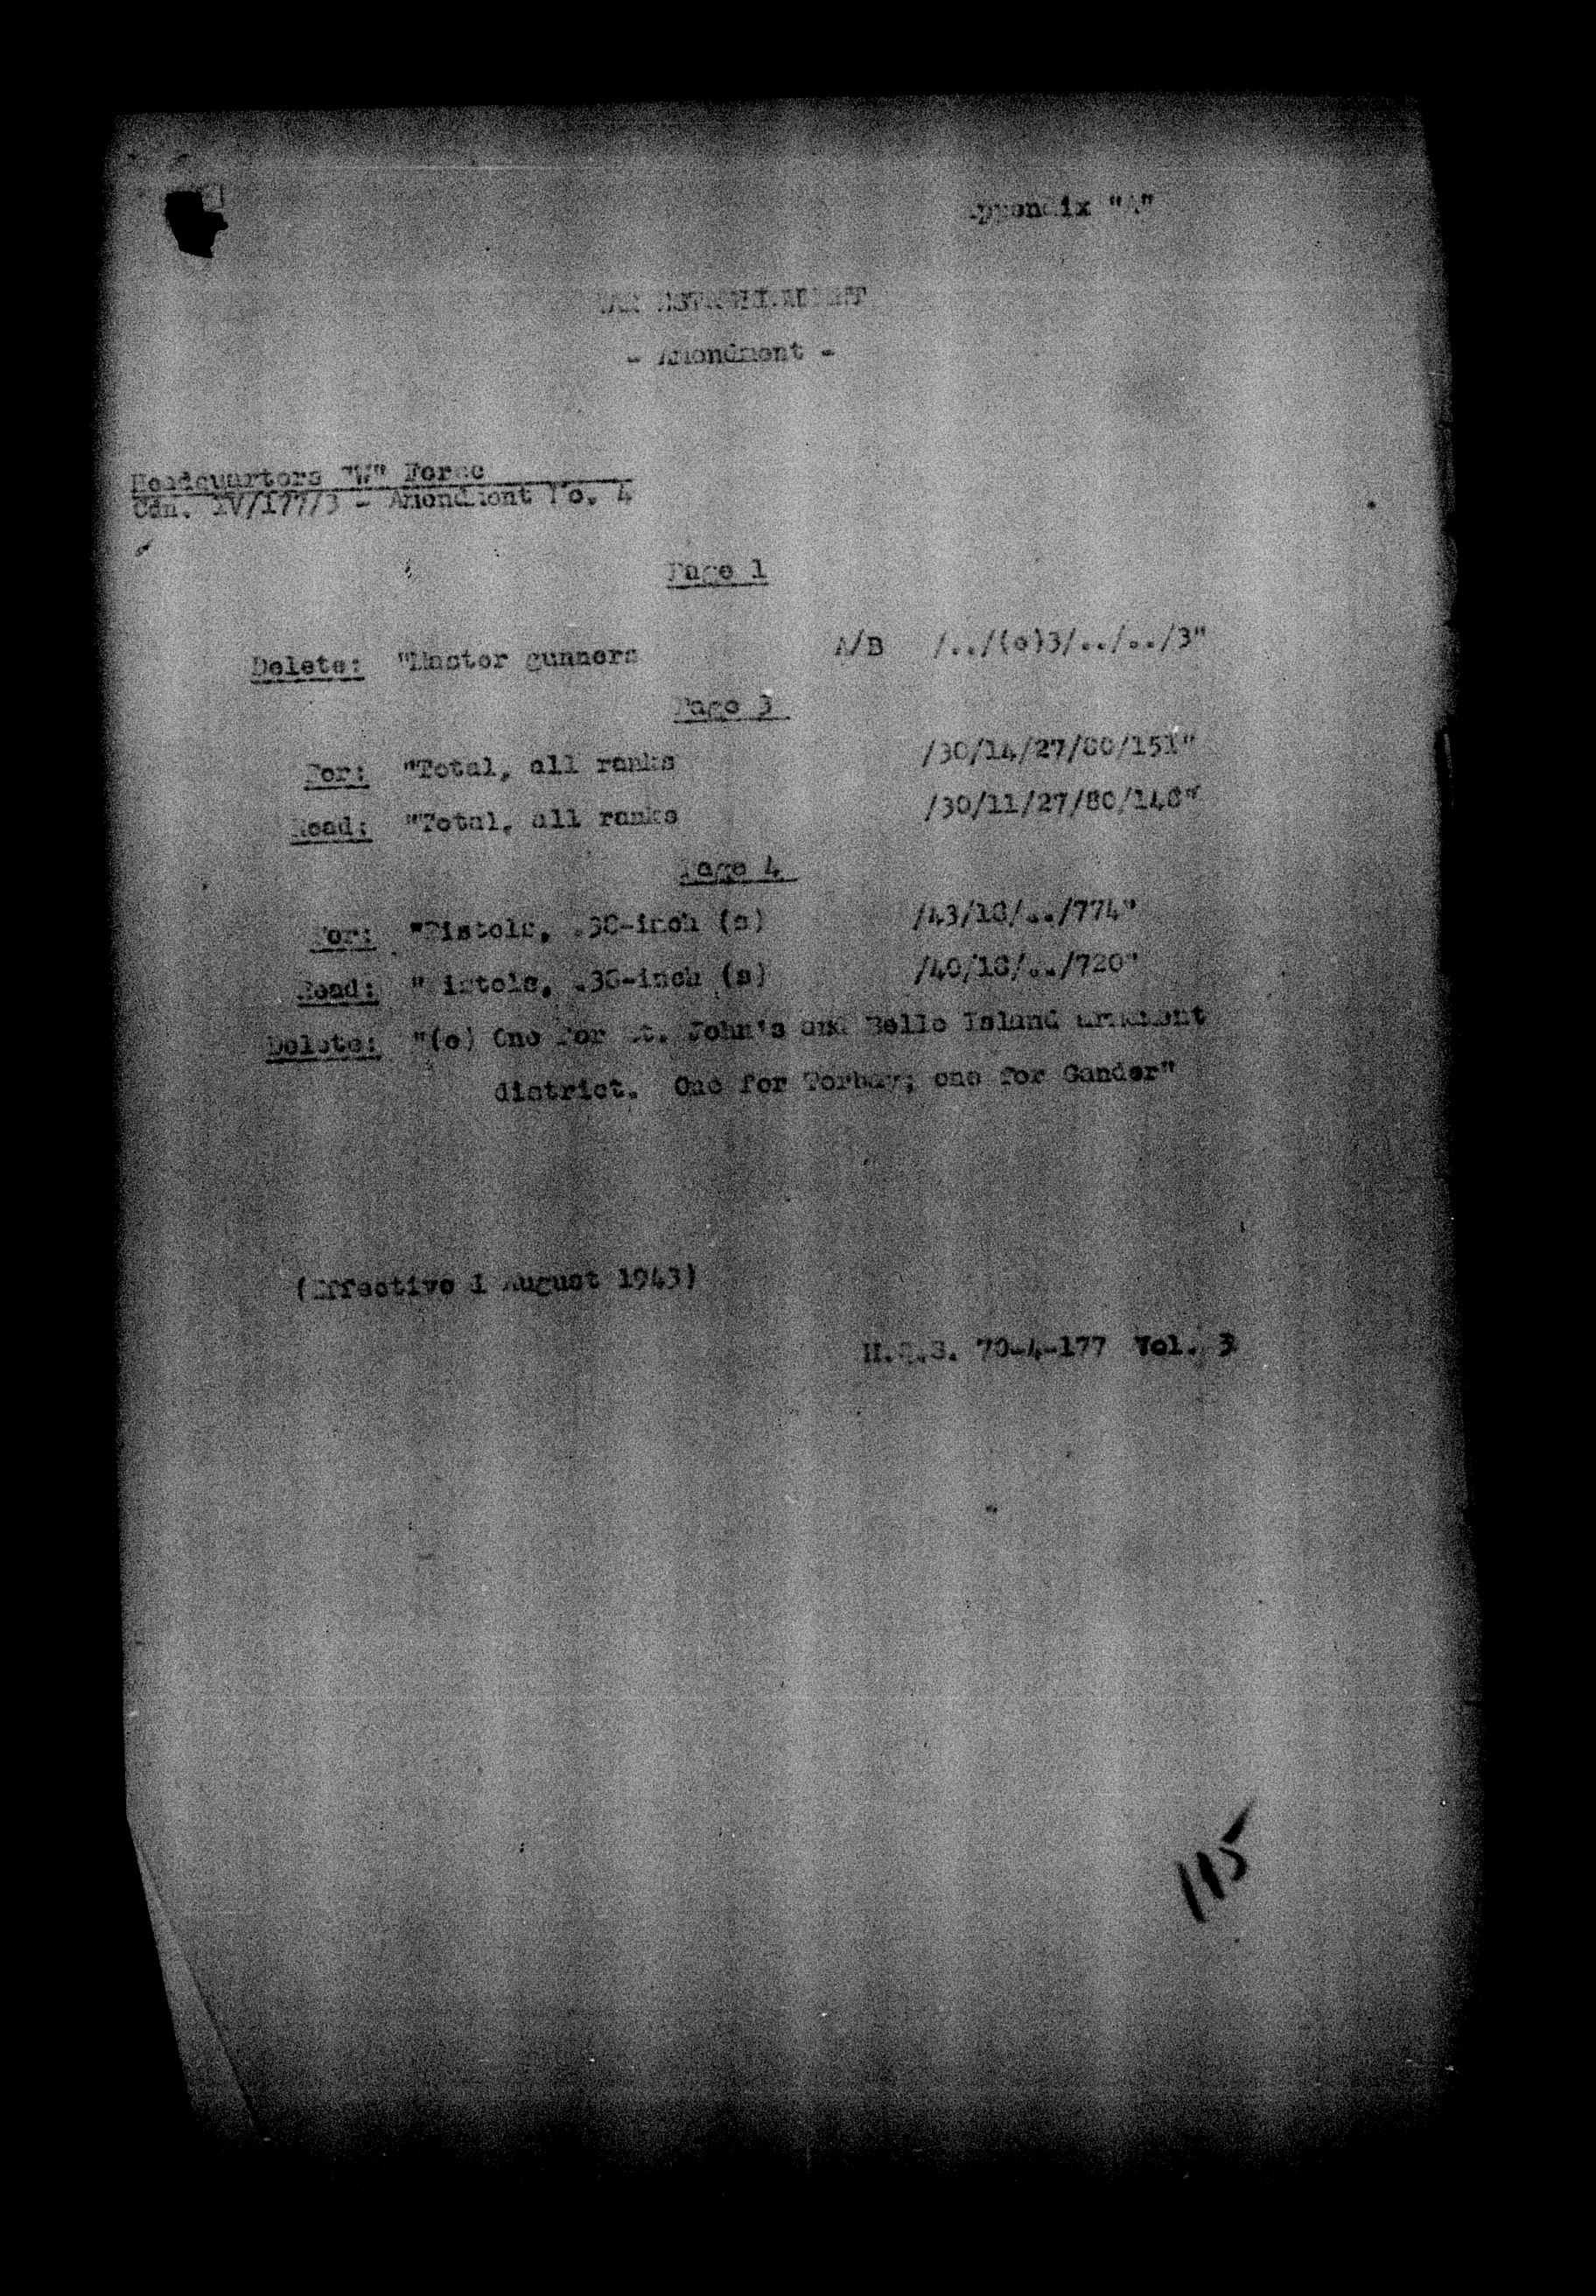 Appendix "A"
WAR ESTABLISHMENT
- Amendment -
Headquarters "W" Force
Cdn. IV/177/3 - Amendment No. 4
Page 1
Delete: "Master gunners A/B /../(e)3/../../3"
Page 3
For: "Total, all ranks /30/14/27/80/151"
Read: "Total, all ranks /30/11/27/80/148"
Page 4
For: "Pistols, .38-inch (s) /43/18/../774"
Read: "Pistols, .38-inch (s) /40/18/../720"
Delete: "(e) One for St. John's and Belle Island armament
district. One for Torbay; one for Gander"
(Effective 1 August 1943)
H.Q.S. 70-4-177 Vol. 3
115